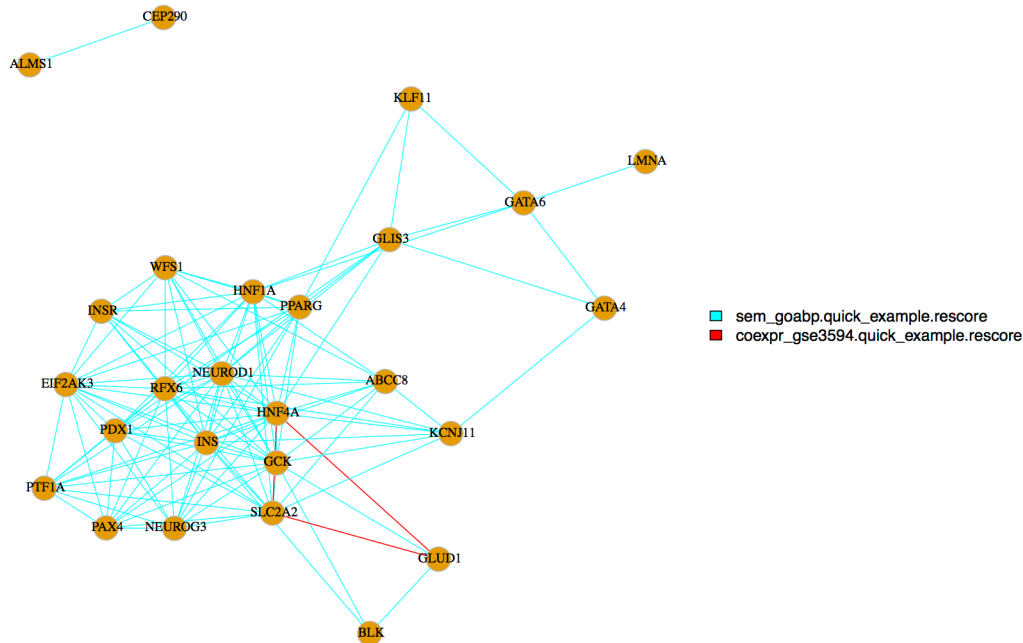 CEP290
ALMS1
KLF11
LMNA
GATA6
GLIS3
WFS1
HNF1A
PPARG
INSR
GATA4
sem_goabp.quick_example.rescore
coexpr_gse3594.quick_example.rescore
NEUROD1
EIF2AK3
RFX6
ABCC8
HNF4A
PDX1
INS
KCNJ11
GCK
PTF1A
SLC2A2
PAX4
NEUROG3
GLUD1
BLK